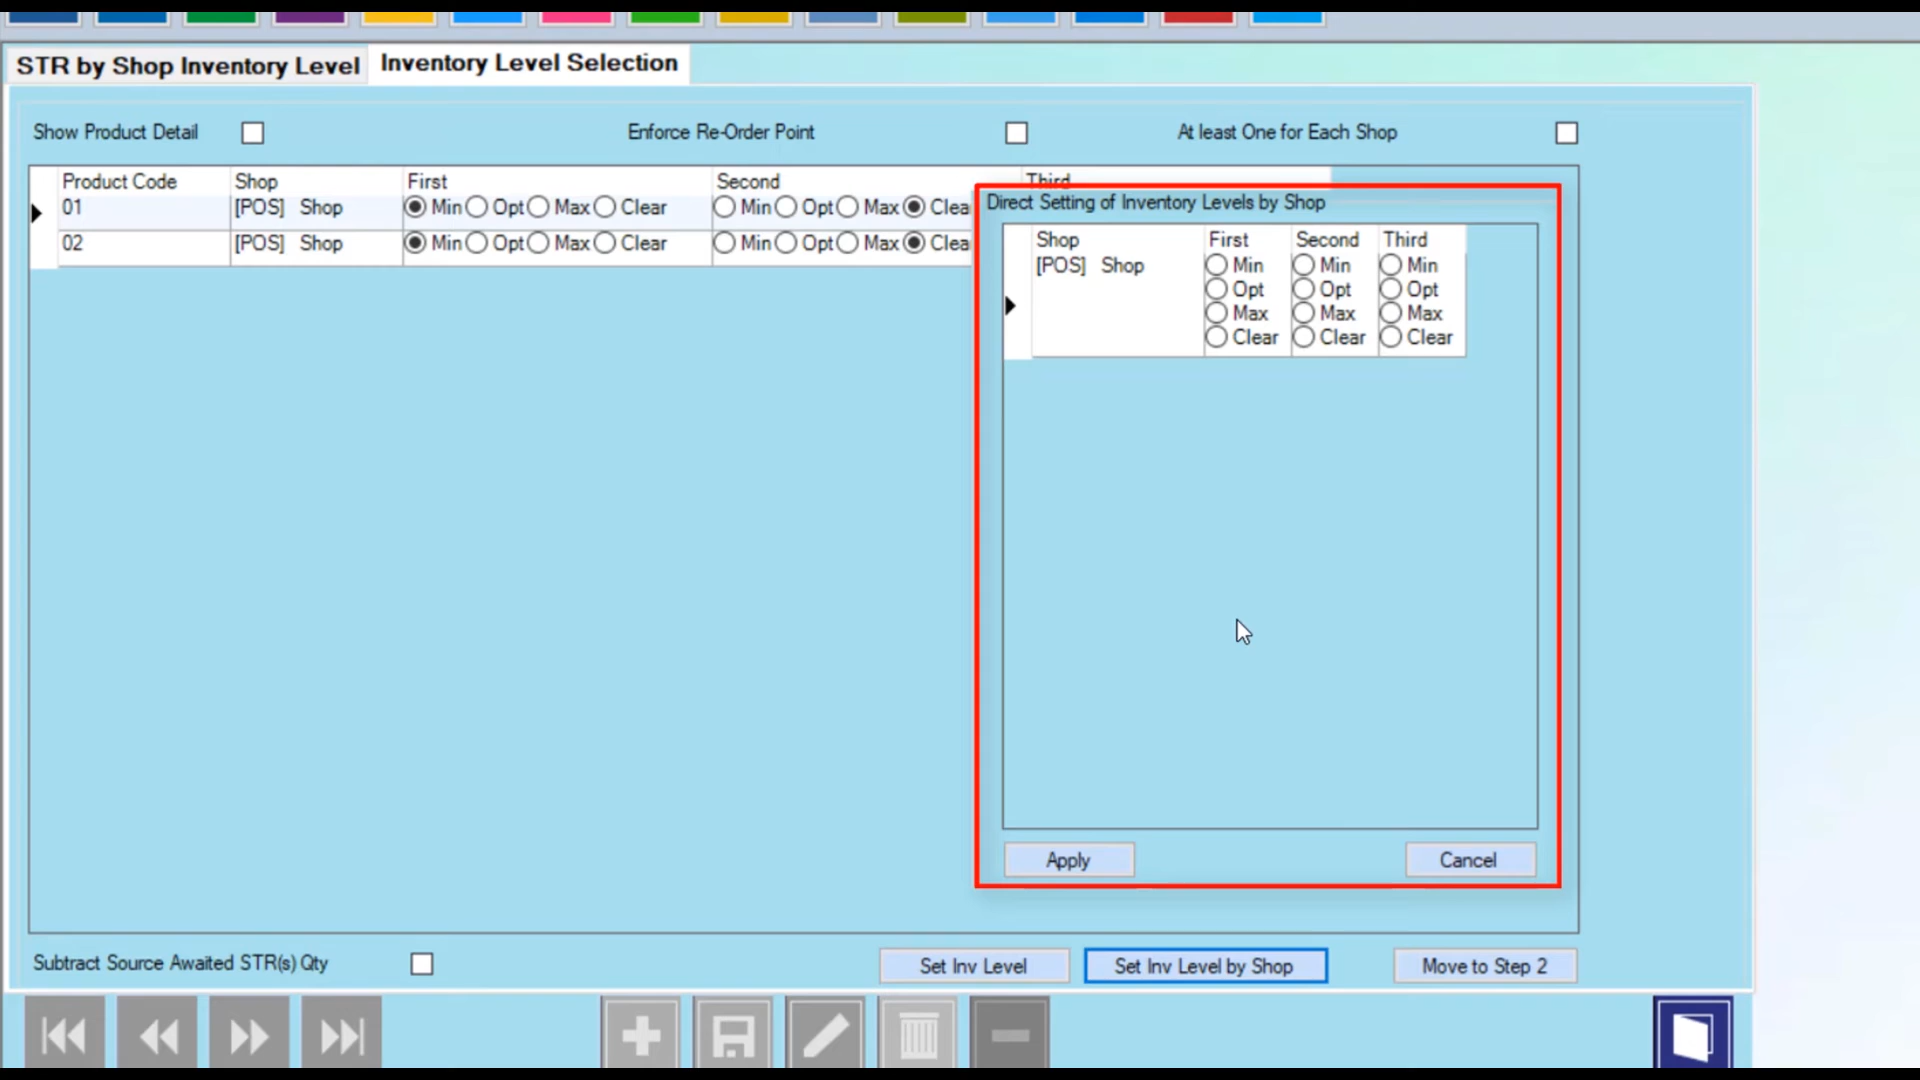 STR by Shop Inventory Level Inventory Level Selection
Show Product Detail Enforce Re-Order Point At least One for Each Shop
Product Code Shop First Second Third
01 [POS] Shop Min Opt Max Clear Min Opt Max Clea
02 [POS] Shop Min Opt Max Clear Min Opt Max Clea
Direct Setting of Inventory Levels by Shop
Shop First Second Third
[POS] Shop Min Min Min
Opt Opt Opt
Max Max Max
Clear Clear Clear
Apply Cancel
Subtract Source Awaited STR(s) Qty Set Inv Level Set Inv Level by Shop Move to Step 2